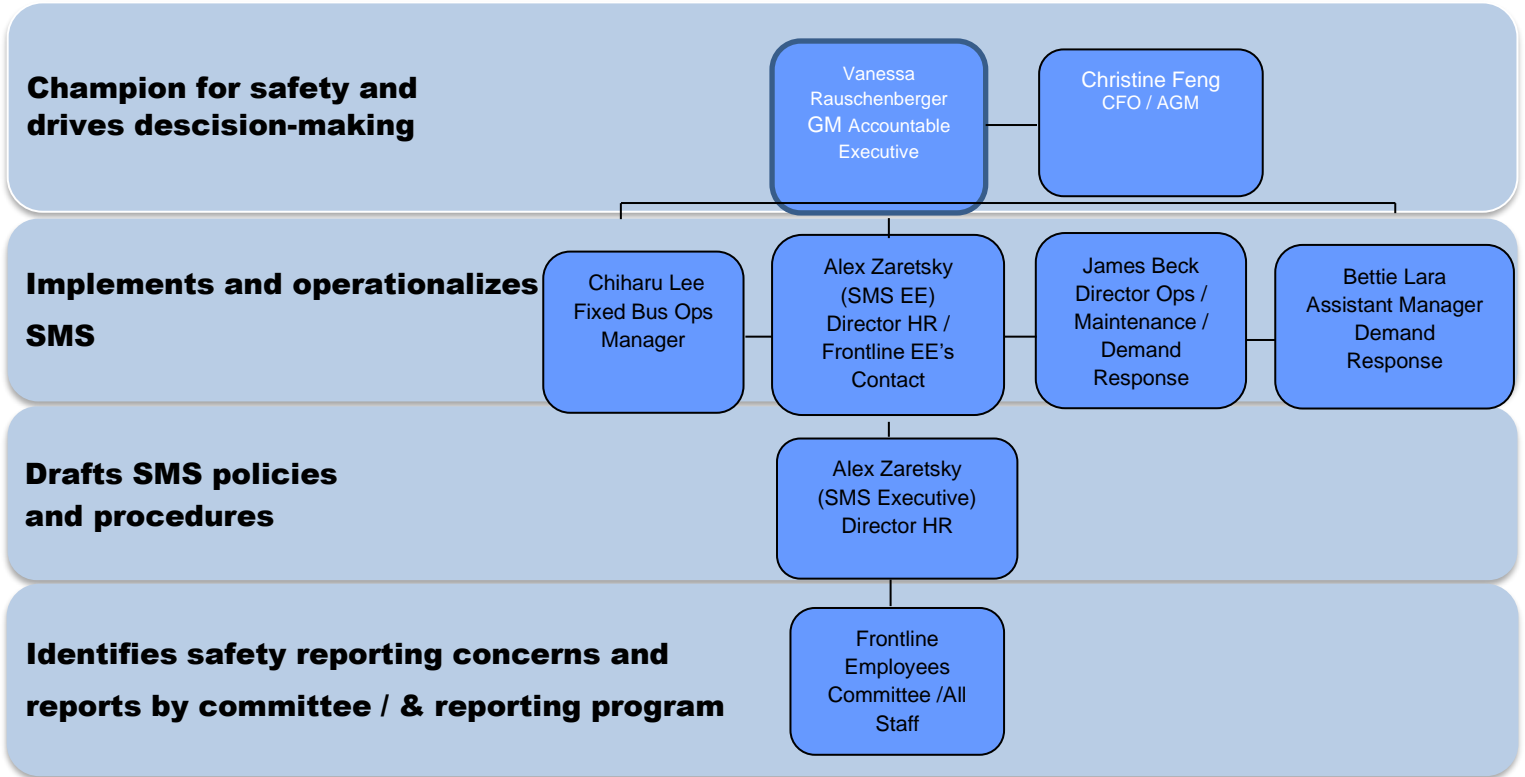 Champion for safety and
drives descision-making
Vanessa
Rauschenberger
GM Accountable
Executive
Christine Feng
CFO / AGM
Implements and operationalizes
SMS
Chiharu Lee
Fixed Bus Ops
Manager
Alex Zaretsky
(SMS EE)
Director HR /
Frontline EE’s
Contact
James Beck
Director Ops /
Maintenance /
Demand
Response
Bettie Lara
Assistant Manager
Demand
Response
Drafts SMS policies
and procedures
Alex Zaretsky
(SMS Executive)
Director HR
Identifies safety reporting concerns and
reports by committee / & reporting program
Frontline
Employees
Committee /All
Staff